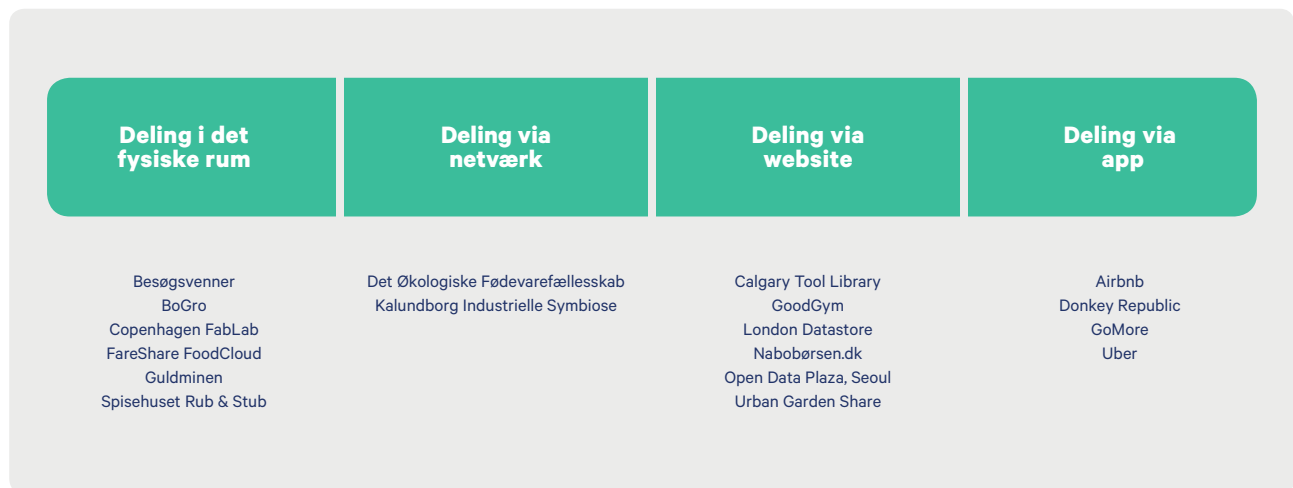 Deling i det
fysiske rum
Deling via
netværk
Deling via
website
Deling via
app
Besøgsvenner
BoGro
Copenhagen FabLab
FareShare FoodCloud
Guldminen
Spisehuset Rub & Stub
Det Økologiske Fødevarefællesskab
Kalundborg Industrielle Symbiose
Calgary Tool Library
GoodGym
London Datastore
Nabobørsen.dk
Open Data Plaza, Seoul
Urban Garden Share
Airbnb
Donkey Republic
GoMore
Uber